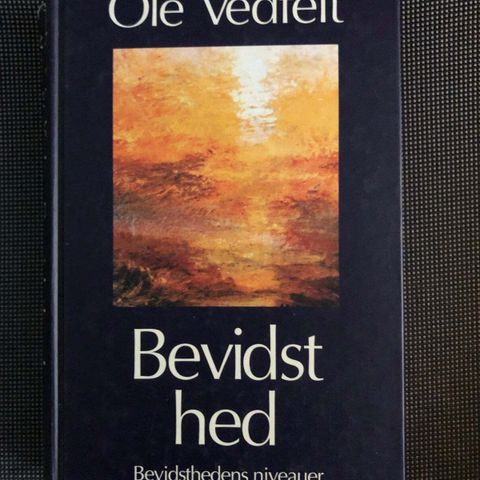 Ole Vedfelt
Bevidst
hed
Bevidsthedens niveauer